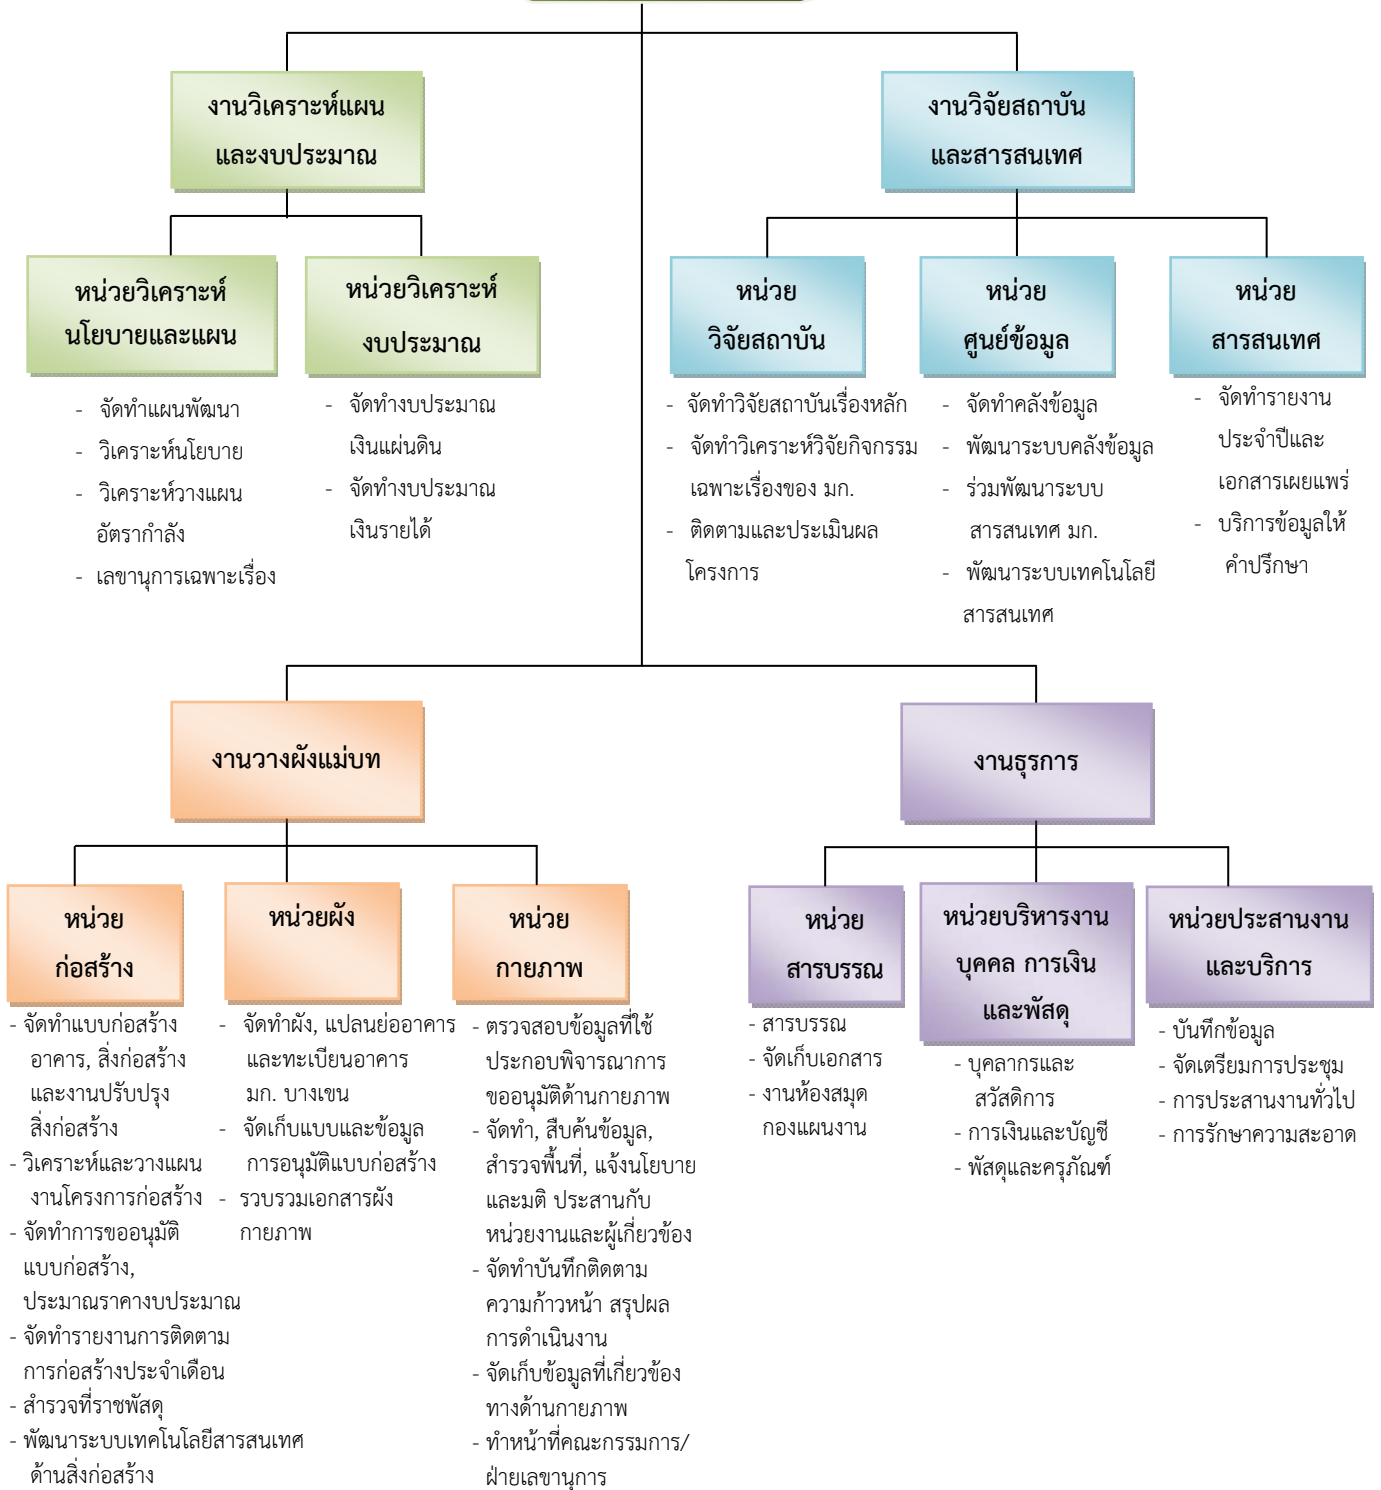 งานวิเคราะห์แผน
และงบประมาณ
งานวิจัยสถาบัน
และสารสนเทศ
หน่วยวิเคราะห์
นโยบายและแผน
หน่วยวิเคราะห์
งบประมาณ
หน่วย
วิจัยสถาบัน
หน่วย
ศูนย์ข้อมูล
หน่วย
สารสนเทศ
- จัดทำแผนพัฒนา
- วิเคราะห์นโยบาย
- วิเคราะห์วางแผน
อัตรากำลัง
- เลขานุการเฉพาะเรื่อง
- จัดทำงบประมาณ
เงินแผ่นดิน
- จัดทำงบประมาณ
เงินรายได้
- จัดทำวิจัยสถาบันเรื่องหลัก
- จัดทำวิเคราะห์วิจัยกิจกรรม
เฉพาะเรื่องของ มก.
- ติดตามและประเมินผล
โครงการ
- จัดทำคลังข้อมูล
- พัฒนาระบบคลังข้อมูล
- ร่วมพัฒนาระบบ
สารสนเทศ มก.
- พัฒนาระบบเทคโนโลยี
สารสนเทศ
- จัดทำรายงาน
ประจำปีและ
เอกสารเผยแพร่
- บริการข้อมูลให้
คำปรึกษา
งานวางผังแม่บท
งานธุรการ
หน่วย
ก่อสร้าง
หน่วยผัง
หน่วย
กายภาพ
หน่วย
สารบรรณ
หน่วยบริหารงาน
บุคคล การเงิน
และพัสดุ
หน่วยประสานงาน
และบริการ
- จัดทำแบบก่อสร้าง
อาคาร, สิ่งก่อสร้าง
และงานปรับปรุง
สิ่งก่อสร้าง
- วิเคราะห์และวางแผน
งานโครงการก่อสร้าง
- จัดทำการขออนุมัติ
แบบก่อสร้าง,
ประมาณราคางบประมาณ
- จัดทำรายงานการติดตาม
การก่อสร้างประจำเดือน
- สำรวจที่ราชพัสดุ
- พัฒนาระบบเทคโนโลยีสารสนเทศ
ด้านสิ่งก่อสร้าง
- จัดทำผัง, แปลนย่ออาคาร
และทะเบียนอาคาร
มก. บางเขน
- จัดเก็บแบบและข้อมูล
การอนุมัติแบบก่อสร้าง
- รวบรวมเอกสารผัง
กายภาพ
- ตรวจสอบข้อมูลที่ใช้
ประกอบพิจารณาการ
ขออนุมัติด้านกายภาพ
- จัดทำ, สืบค้นข้อมูล,
สำรวจพื้นที่, แจ้งนโยบาย
และมติ ประสานกับ
หน่วยงานและผู้เกี่ยวข้อง
- จัดทำบันทึกติดตาม
ความก้าวหน้า สรุปผล
การดำเนินงาน
- จัดเก็บข้อมูลที่เกี่ยวข้อง
ทางด้านกายภาพ
- ทำหน้าที่คณะกรรมการ/
ฝ่ายเลขานุการ
- สารบรรณ
- จัดเก็บเอกสาร
- งานห้องสมุด
กองแผนงาน
- บุคลากรและ
สวัสดิการ
- การเงินและบัญชี
- พัสดุและครุภัณฑ์
- บันทึกข้อมูล
- จัดเตรียมการประชุม
- การประสานงานทั่วไป
- การรักษาความสะอาด